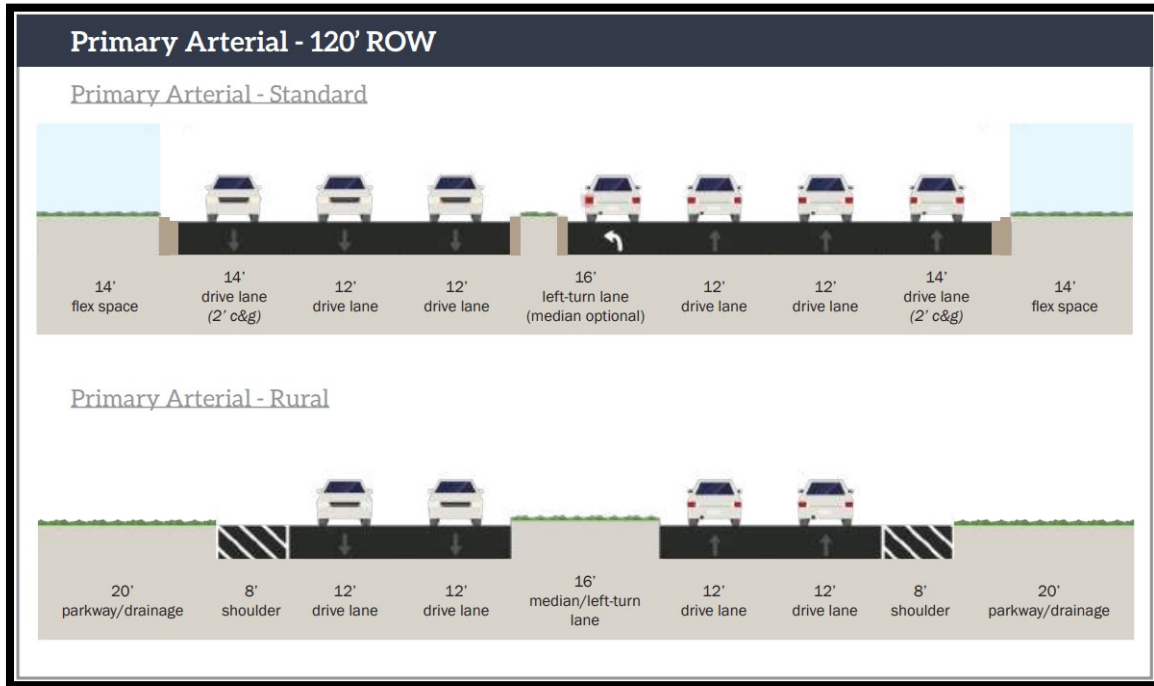 Primary Arterial - 120’ ROW
Primary Arterial - Standard
14’
flex space
14’
drive lane
(2’ c&g)
12’
drive lane
12’
drive lane
16’
left-turn lane
(median optional)
12’
drive lane
12’
drive lane
14’
drive lane
(2’ c&g)
14’
flex space
Primary Arterial - Rural
20’
parkway/drainage
8’
shoulder
12’
drive lane
12’
drive lane
16’
median/left-turn
lane
12’
drive lane
12’
drive lane
8’
shoulder
20’
parkway/drainage